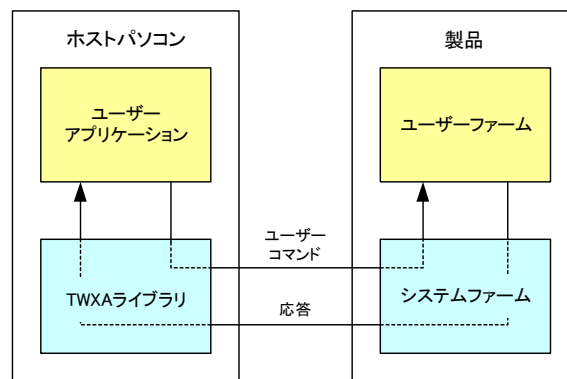 ホストパソコン
製品
ユーザー
アプリケーション
ユーザーファーム
ユーザー
コマンド
TWXAライブラリ
システムファーム
応答